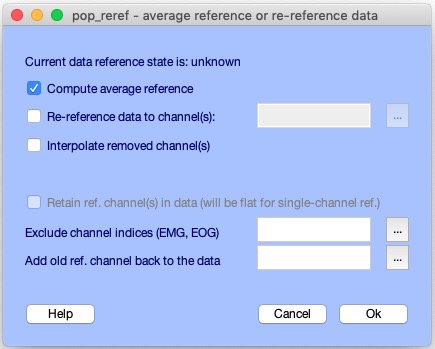 pop_reref - average reference or re-reference data
Current data reference state is: unknown
Compute average reference
Re-reference data to channel(s):
...
Interpolate removed channel(s)
Retain ref. channel(s) in data (will be flat for single-channel ref.)
Exclude channel indices (EMG, EOG)
...
Add old ref. channel back to the data
...
Help
Cancel
Ok